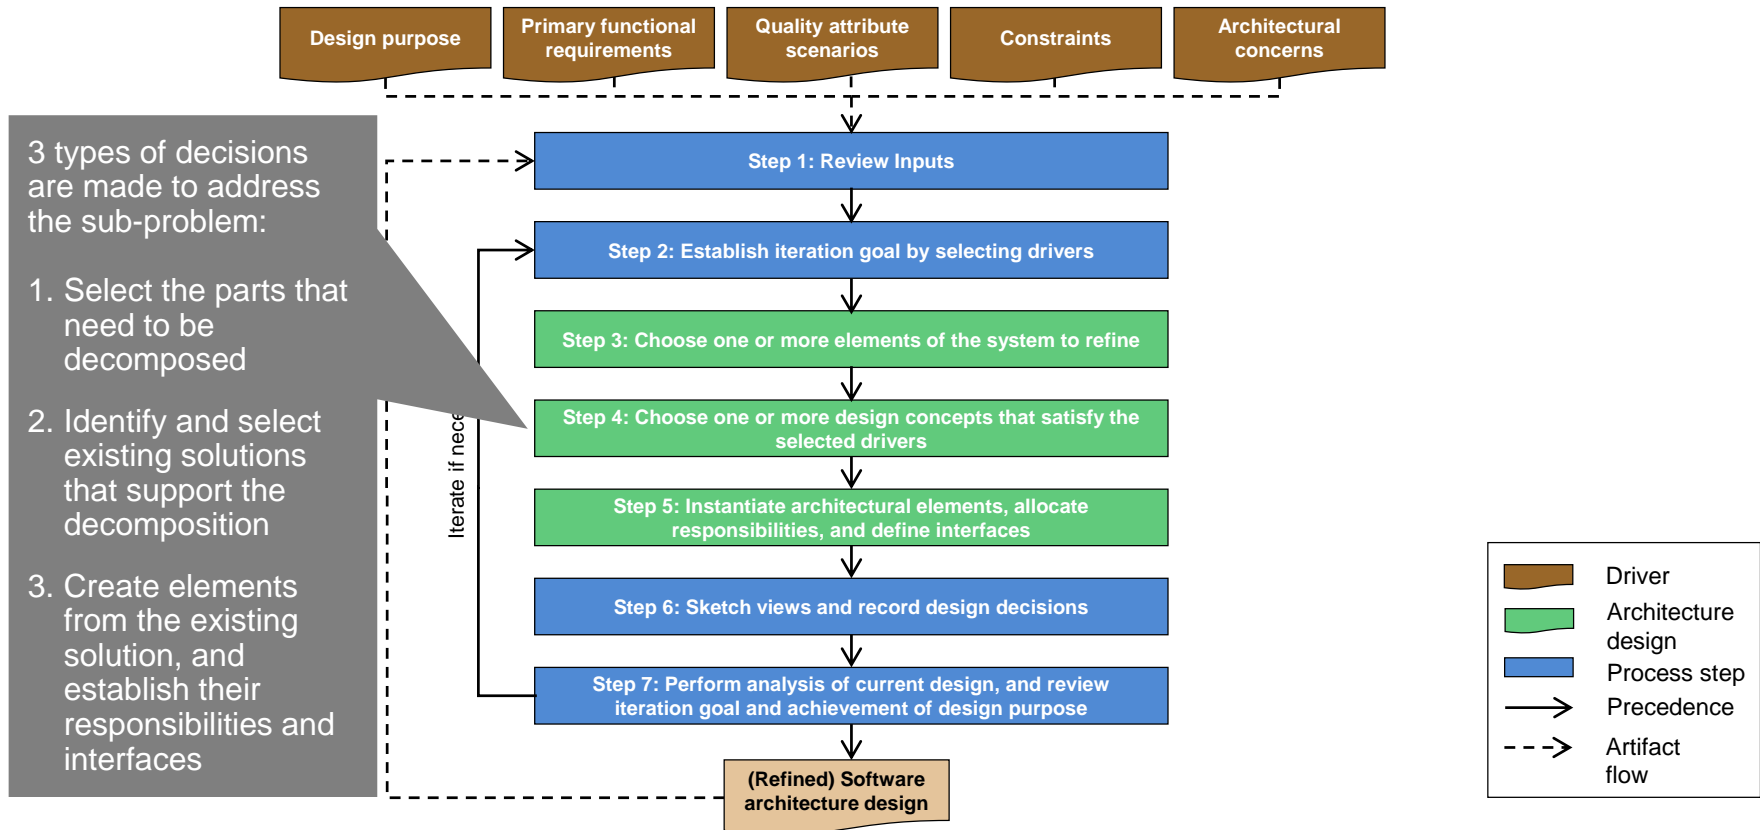 Design purpose
Primary functional
requirements
Quality attribute
scenarios
Constraints
Architectural
concerns
3 types of decisions
are made to address
the sub-problem:
1. Select the parts that
need to be
decomposed
2. Identify and select
existing solutions
that support the
decomposition
3. Create elements
from the existing
solution, and
establish their
responsibilities and
interfaces
Iterate if
Step 1: Review Inputs
Step 2: Establish iteration goal by selecting drivers
Step 3: Choose one or more elements of the system to refine
Step 4: Choose one or more design concepts that satisfy the
selected drivers
Step 5: Instantiate architectural elements, allocate
responsibilities, and define interfaces
Step 6: Sketch views and record design decisions
Step 7: Perform analysis of current design, and review
iteration goal and achievement of design purpose
(Refined) Software
architecture design
Driver
Architecture
design
Process step
Precedence
Artifact
flow